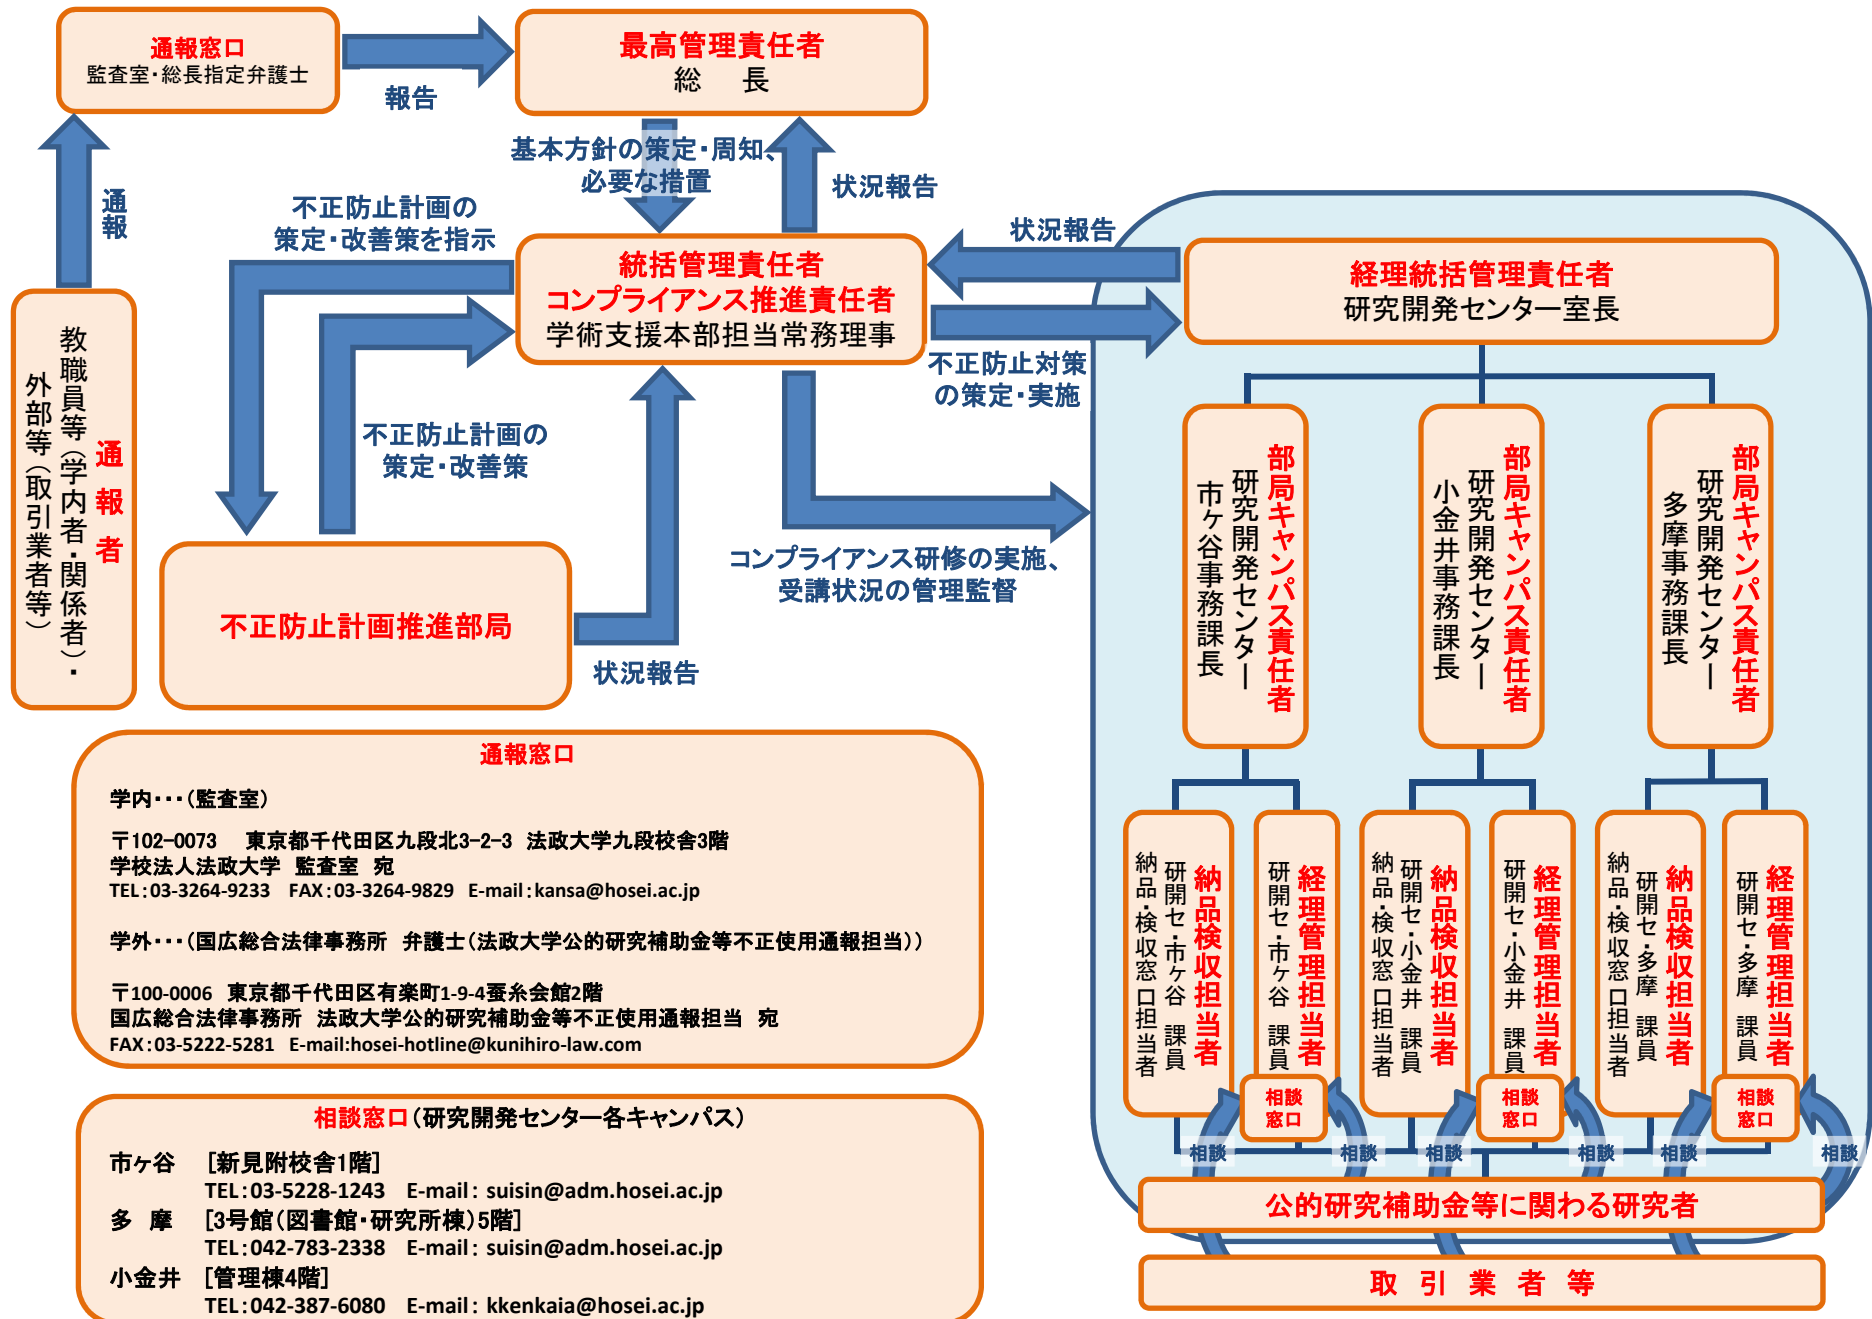 通報窓口
監査室・総長指定弁護士
報告
最高管理責任者
総　長
通報
基本方針の策定・周知、
必要な措置
状況報告
不正防止計画の
策定・改善策を指示
統括管理責任者
コンプライアンス推進責任者
学術支援本部担当常務理事
状況報告
不正防止対策
の策定・実施
経理統括管理責任者
研究開発センター室長
通報者
教職員等（学内者・関係者）・
外部等（取引業者等）
不正防止計画の
策定・改善策
コンプライアンス研修の実施、
受講状況の管理監督
不正防止計画推進部局
状況報告
部局キャンパス責任者
研究開発センター
市ヶ谷事務課長
部局キャンパス責任者
研究開発センター
小金井事務課長
部局キャンパス責任者
研究開発センター
多摩事務課長
納品検収担当者
研開セ・市ヶ谷　課員
納品・検収窓口担当者
経理管理担当者
研開セ・市ヶ谷　課員
納品検収担当者
研開セ・小金井　課員
納品・検収窓口担当者
経理管理担当者
研開セ・小金井　課員
納品検収担当者
研開セ・多摩　課員
納品・検収窓口担当者
経理管理担当者
研開セ・多摩　課員
相談
窓口
相談
窓口
相談
窓口
相談
相談
相談
相談
相談
相談
公的研究補助金等に関わる研究者
取引業者等
通報窓口
学内・・・（監査室）
〒102-0073　東京都千代田区九段北3-2-3　法政大学九段校舎3階
学校法人法政大学　監査室　宛
TEL：03-3264-9233　FAX：03-3264-9829　E-mail：kansa@hosei.ac.jp
学外・・・（国広総合法律事務所　弁護士（法政大学公的研究補助金等不正使用通報担当））
〒100-0006　東京都千代田区有楽町1-9-4蚕糸会館2階
国広総合法律事務所　法政大学公的研究補助金等不正使用通報担当　宛
FAX：03-5222-5281　E-mail:hosei-hotline@kunihiro-law.com
相談窓口（研究開発センター各キャンパス）
市ヶ谷　［新見附校舎1階］
TEL：03-5228-1243　E-mail：suisin@adm.hosei.ac.jp
多　摩　［3号館（図書館・研究所棟）5階］
TEL：042-783-2338　E-mail：suisin@adm.hosei.ac.jp
小金井　［管理棟4階］
TEL：042-387-6080　E-mail：kkenkaia@hosei.ac.jp